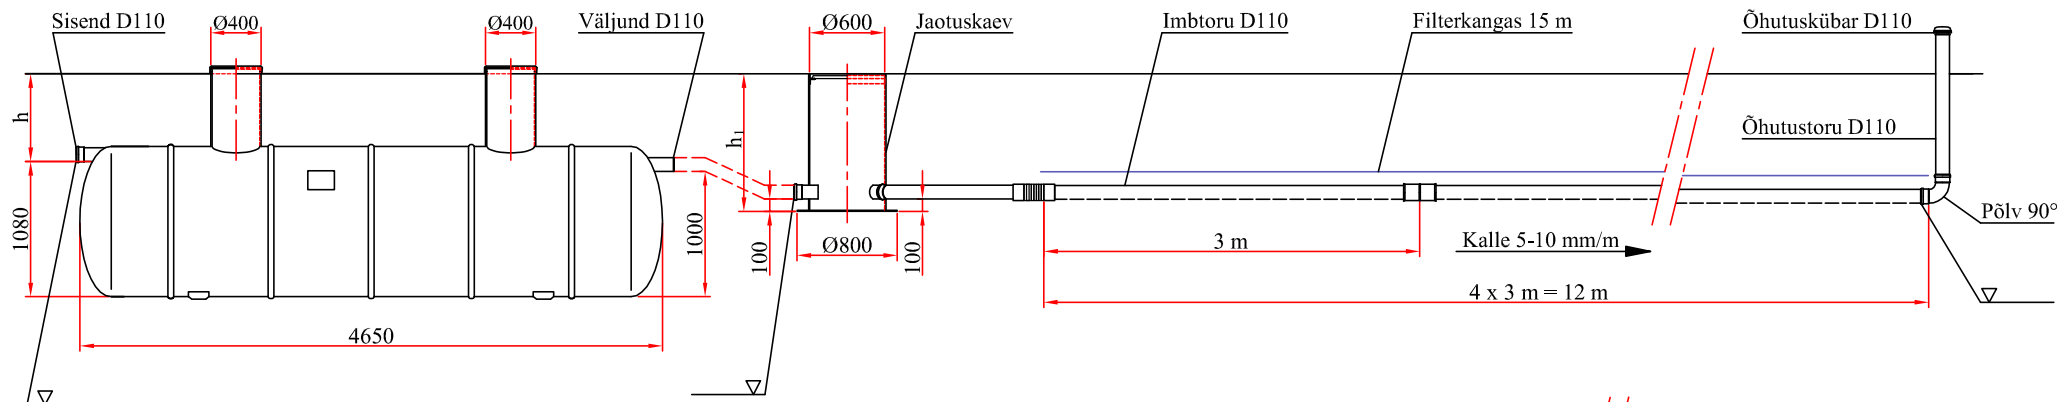 Sisend D110
Ø400
Ø400
Väljund D110
Ø600
Jaotuskaev
Imbtoru D110
Filterkangas 15 m
Õhutuskübar D110
h
h₁
Õhutustoru D110
1080
1000
100
Ø800
100
3 m
Kalle 5-10 mm/m
Põlv 90°
4 x 3 m = 12 m
4650